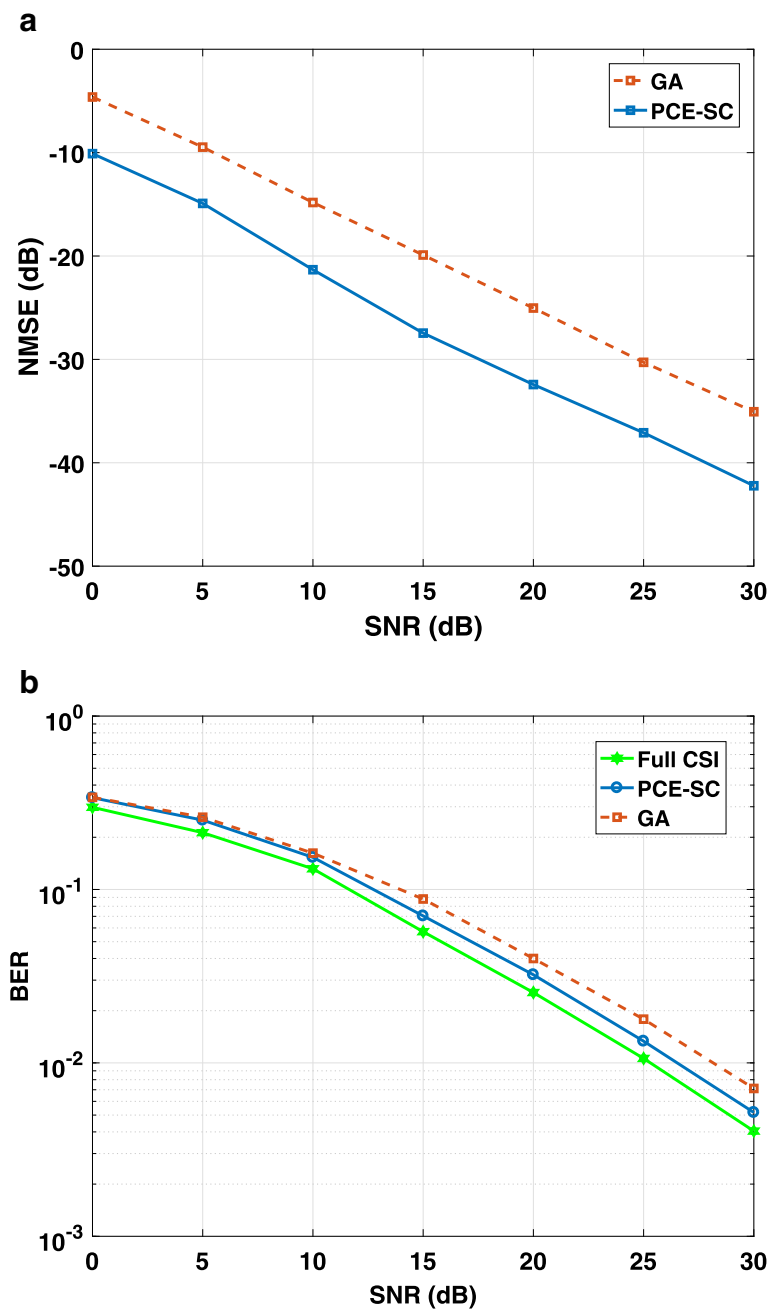 a
0
-10
-20
-30
-40
-50
NMSE (dB)
GA
PCE-SC
0 5 10 15 20 25 30
SNR (dB)
b
10^0
10^-1
10^-2
10^-3
BER
Full CSI
PCE-SC
GA
0 5 10 15 20 25 30
SNR (dB)